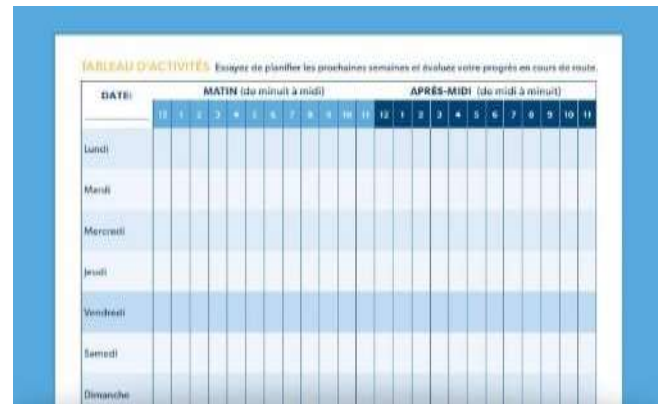 TABLEAU D'ACTIVITÉS Essayez de planifier les prochaines semaines et évaluez votre progrès en cours de route.
DATE: MATIN (de minuit à midi) APRÈS-MIDI (de midi à minuit)
12 1 2 3 4 5 6 7 8 9 10 11 12 1 2 3 4 5 6 7 8 9 10 11
Lundi
Mardi
Mercredi
Jeudi
Vendredi
Samedi
Dimanche